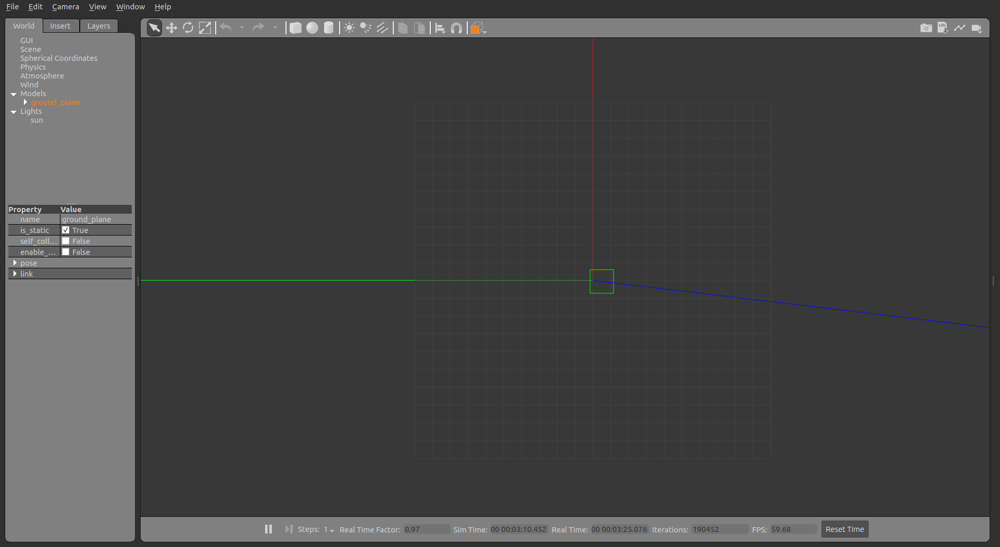 File Edit Camera View Window Help
World Insert Layers
LOG
GUI
Scene
Spherical Coordinates
Physics
Atmosphere
Wind
Models
ground_plane
Lights
sun
Property Value
name ground_plane
is_static True
self_coll... False
enable_... False
pose
link
Steps: 1 Real Time Factor: 0.97 Sim Time: 00 00:03:10.452 Real Time: 00 00:03:25.076 Iterations: 190452 FPS: 59.68 Reset Time